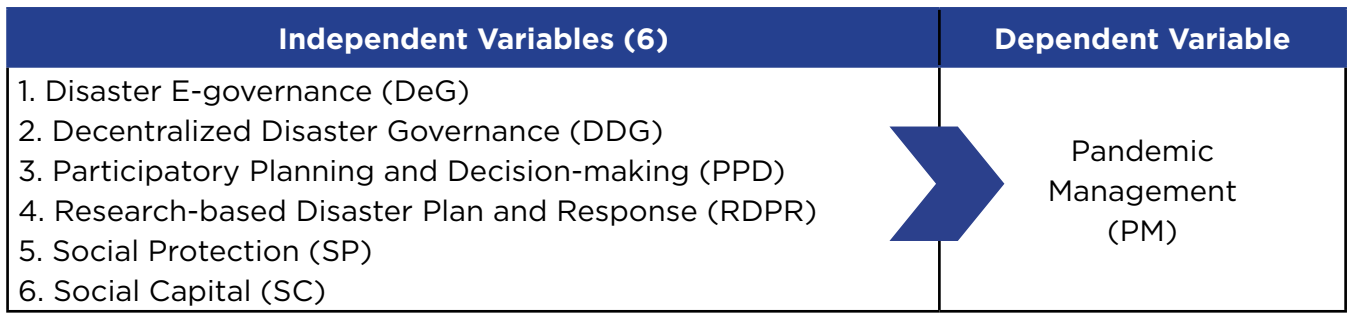 Independent Variables (6)
Dependent Variable
1. Disaster E-governance (DeG)
2. Decentralized Disaster Governance (DDG)
3. Participatory Planning and Decision-making (PPD)
4. Research-based Disaster Plan and Response (RDPR)
5. Social Protection (SP)
6. Social Capital (SC)
Pandemic
Management
(PM)